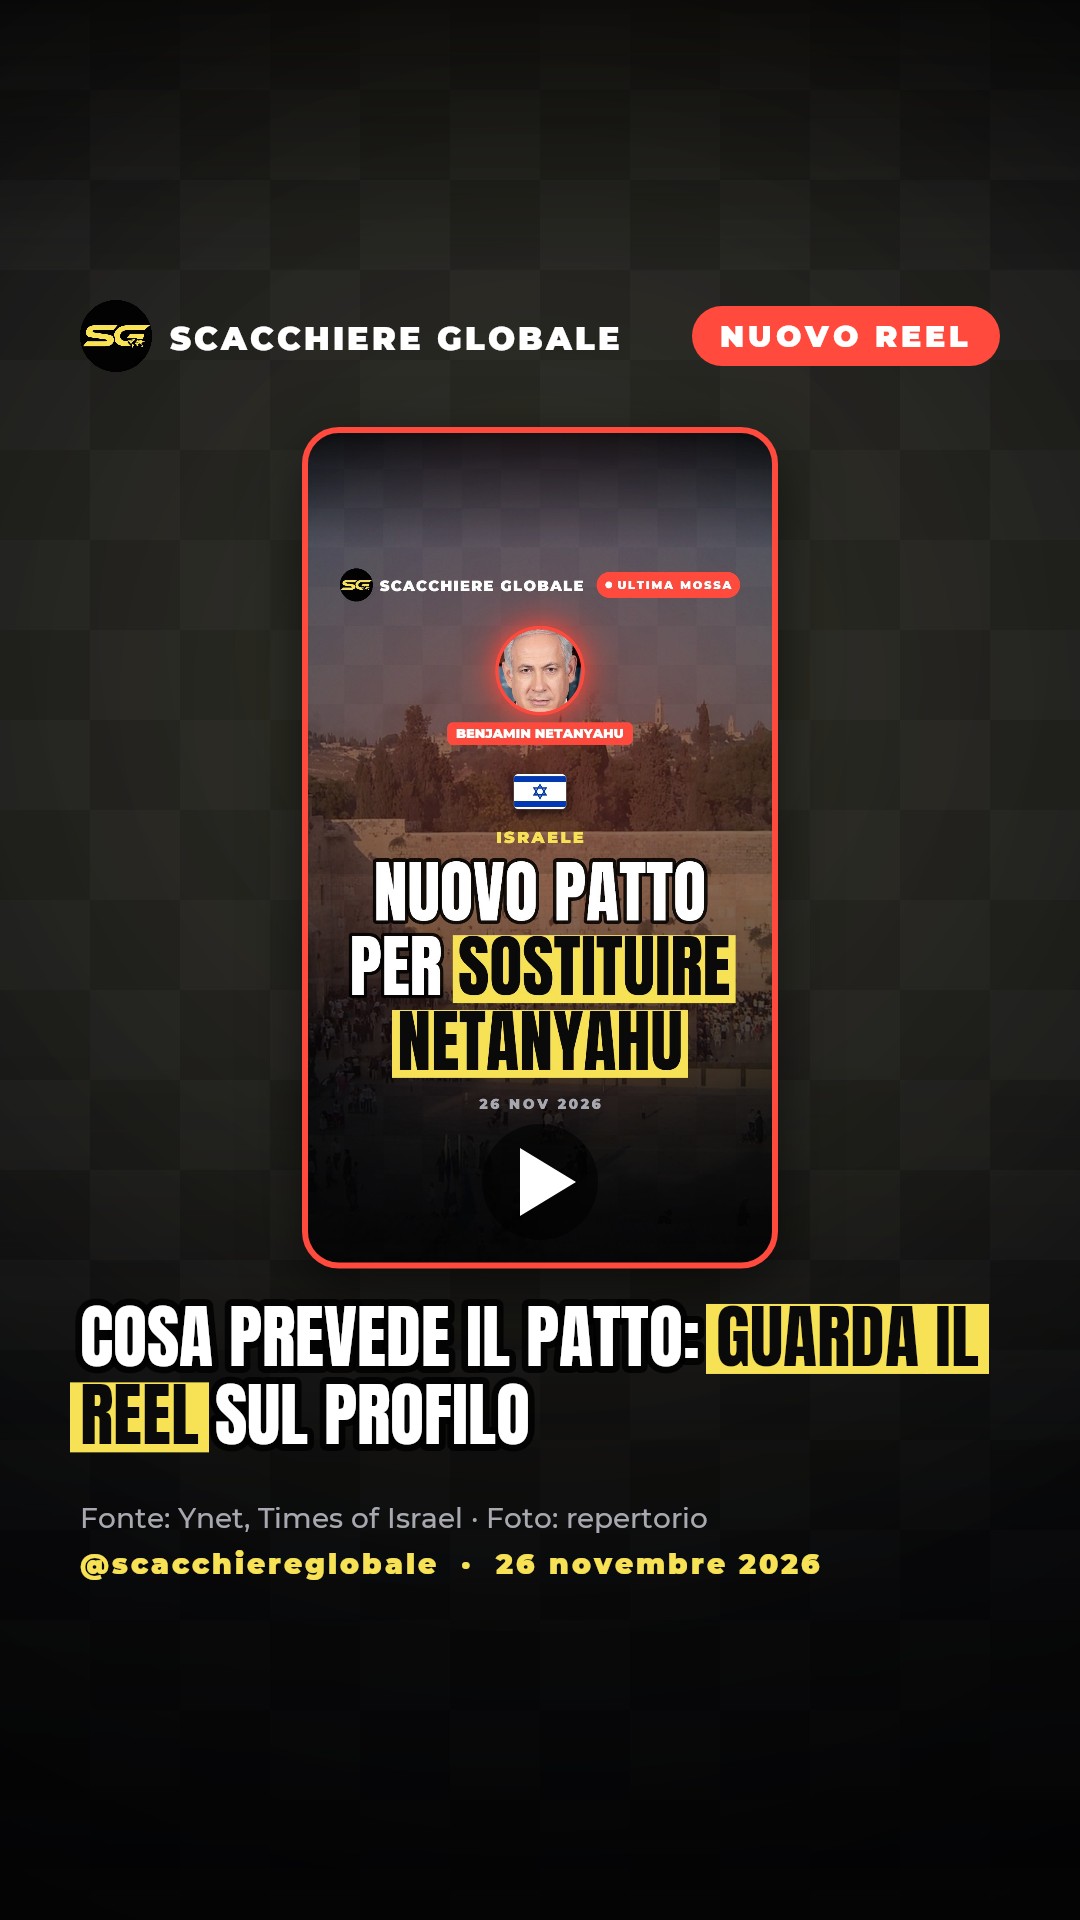 SG SCACCHIERE GLOBALE
NUOVO REEL
SG SCACCHIERE GLOBALE
ULTIMA MOSSA
BENJAMIN NETANYAHU
ISRAELE
NUOVO PATTO
PER SOSTITUIRE
NETANYAHU
26 NOV 2026
COSA PREVEDE IL PATTO: GUARDA IL
REEL SUL PROFILO
Fonte: Ynet, Times of Israel · Foto: repertorio
@scacchiereglobale · 26 novembre 2026